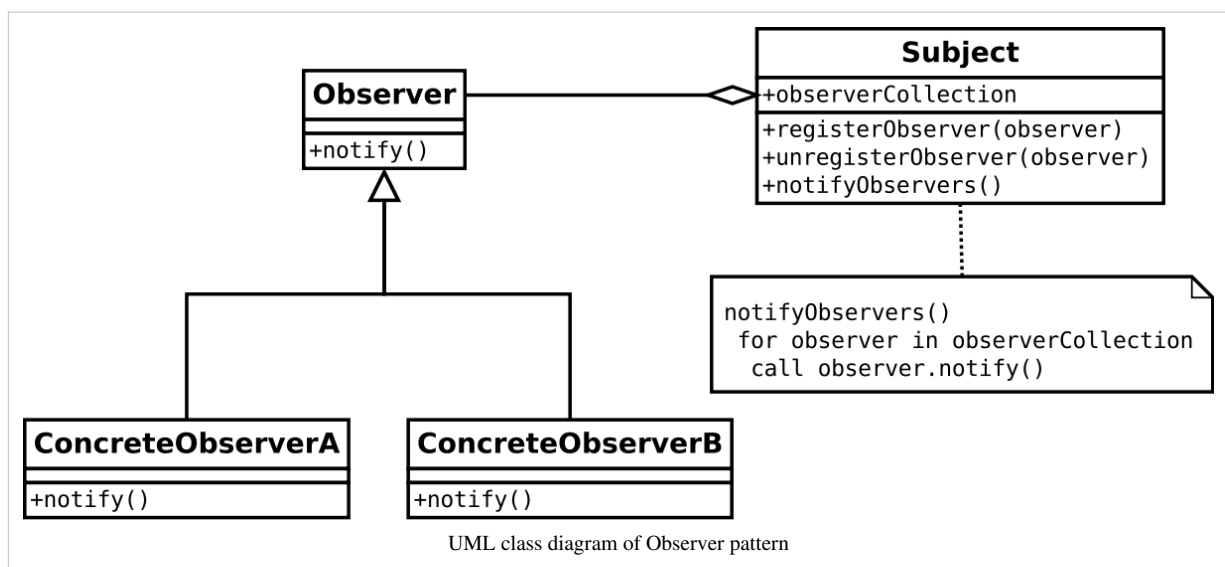 Observer
+notify()
Subject
+observerCollection
+registerObserver(observer)
+unregisterObserver(observer)
+notifyObservers()
notifyObservers()
for observer in observerCollection
call observer.notify()
ConcreteObserverA
+notify()
ConcreteObserverB
+notify()
UML class diagram of Observer pattern